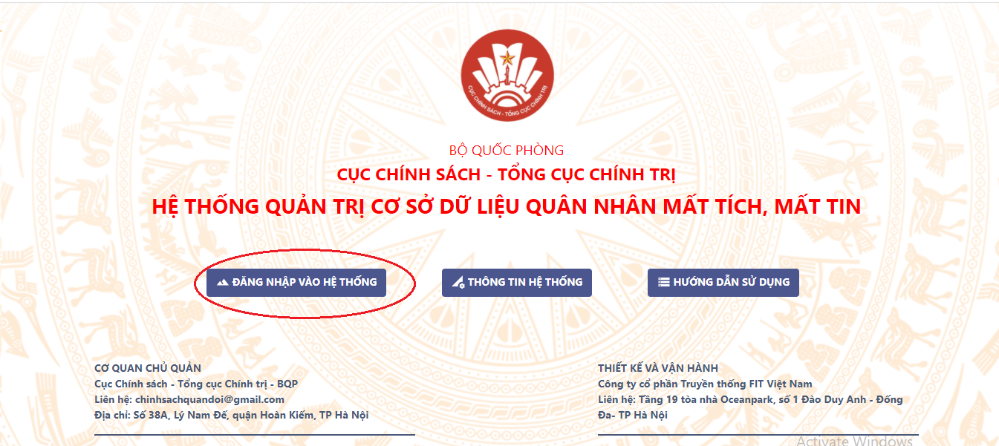 CỤC CHÍNH SÁCH - TỔNG CỤC CHÍNH TRỊ
BỘ QUỐC PHÒNG
CỤC CHÍNH SÁCH - TỔNG CỤC CHÍNH TRỊ
HỆ THỐNG QUẢN TRỊ CƠ SỞ DỮ LIỆU QUÂN NHÂN MẤT TÍCH, MẤT TIN
ĐĂNG NHẬP VÀO HỆ THỐNG
THÔNG TIN HỆ THỐNG
HƯỚNG DẪN SỬ DỤNG
CƠ QUAN CHỦ QUẢN
Cục Chính sách - Tổng cục Chính trị - BQP
Liên hệ: chinhsachquandoi@gmail.com
Địa chỉ: Số 38A, Lý Nam Đế, quận Hoàn Kiếm, TP Hà Nội
THIẾT KẾ VÀ VẬN HÀNH
Công ty cổ phần Truyền thống FIT Việt Nam
Liên hệ: Tầng 19 tòa nhà Oceanpark, số 1 Đào Duy Anh - Đống
Đa- TP Hà Nội
Activate Windows